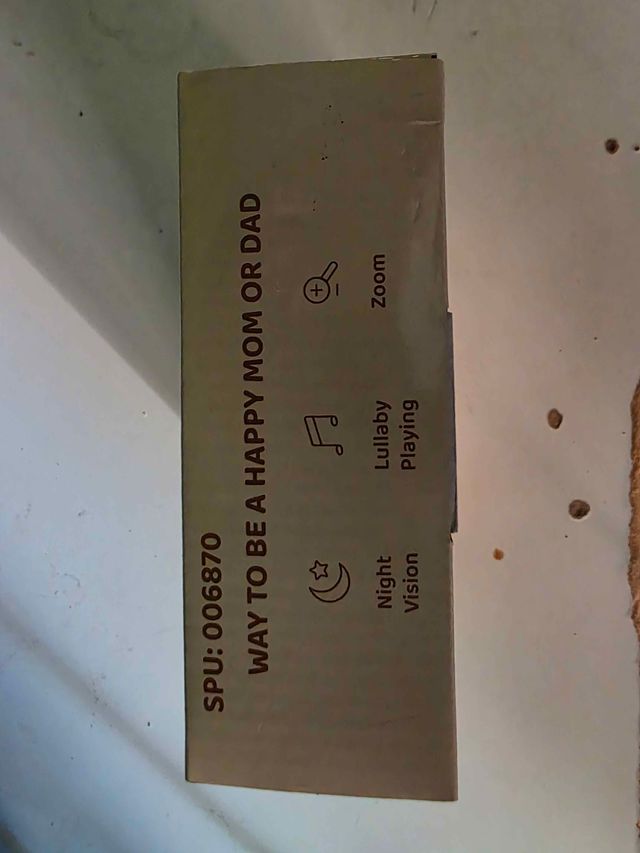 SPU: 006870
WAY TO BE A HAPPY MOM OR DAD
Night
Vision
Lullaby
Playing
Zoom